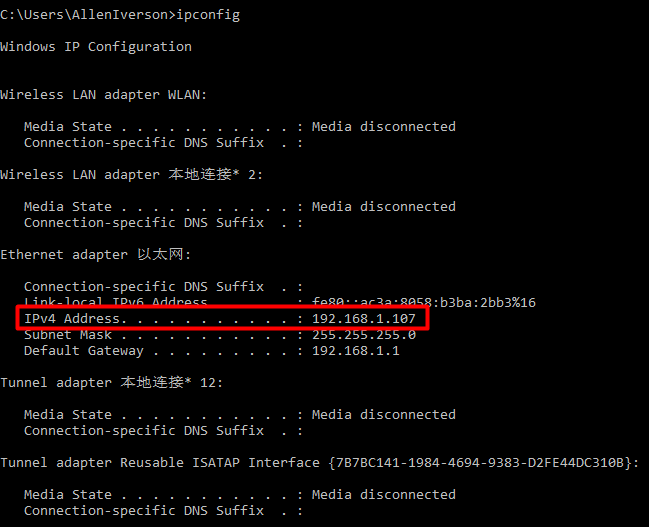 C:\Users\AllenIverson>ipconfig
Windows IP Configuration
Wireless LAN adapter WLAN:
   Media State . . . . . . . . . . . : Media disconnected
   Connection-specific DNS Suffix  . :
Wireless LAN adapter 本地连接* 2:
   Media State . . . . . . . . . . . : Media disconnected
   Connection-specific DNS Suffix  . :
Ethernet adapter 以太网:
   Connection-specific DNS Suffix  . :
   Link-local IPv6 Address . . . . . : fe80::ac3a:8058:b3ba:2bb3%16
   IPv4 Address. . . . . . . . . . . : 192.168.1.107
   Subnet Mask . . . . . . . . . . . : 255.255.255.0
   Default Gateway . . . . . . . . . : 192.168.1.1
Tunnel adapter 本地连接* 12:
   Media State . . . . . . . . . . . : Media disconnected
   Connection-specific DNS Suffix  . :
Tunnel adapter Reusable ISATAP Interface {7B7BC141-1984-4694-9383-D2FE44DC310B}:
   Media State . . . . . . . . . . . : Media disconnected
   Connection-specific DNS Suffix  . :